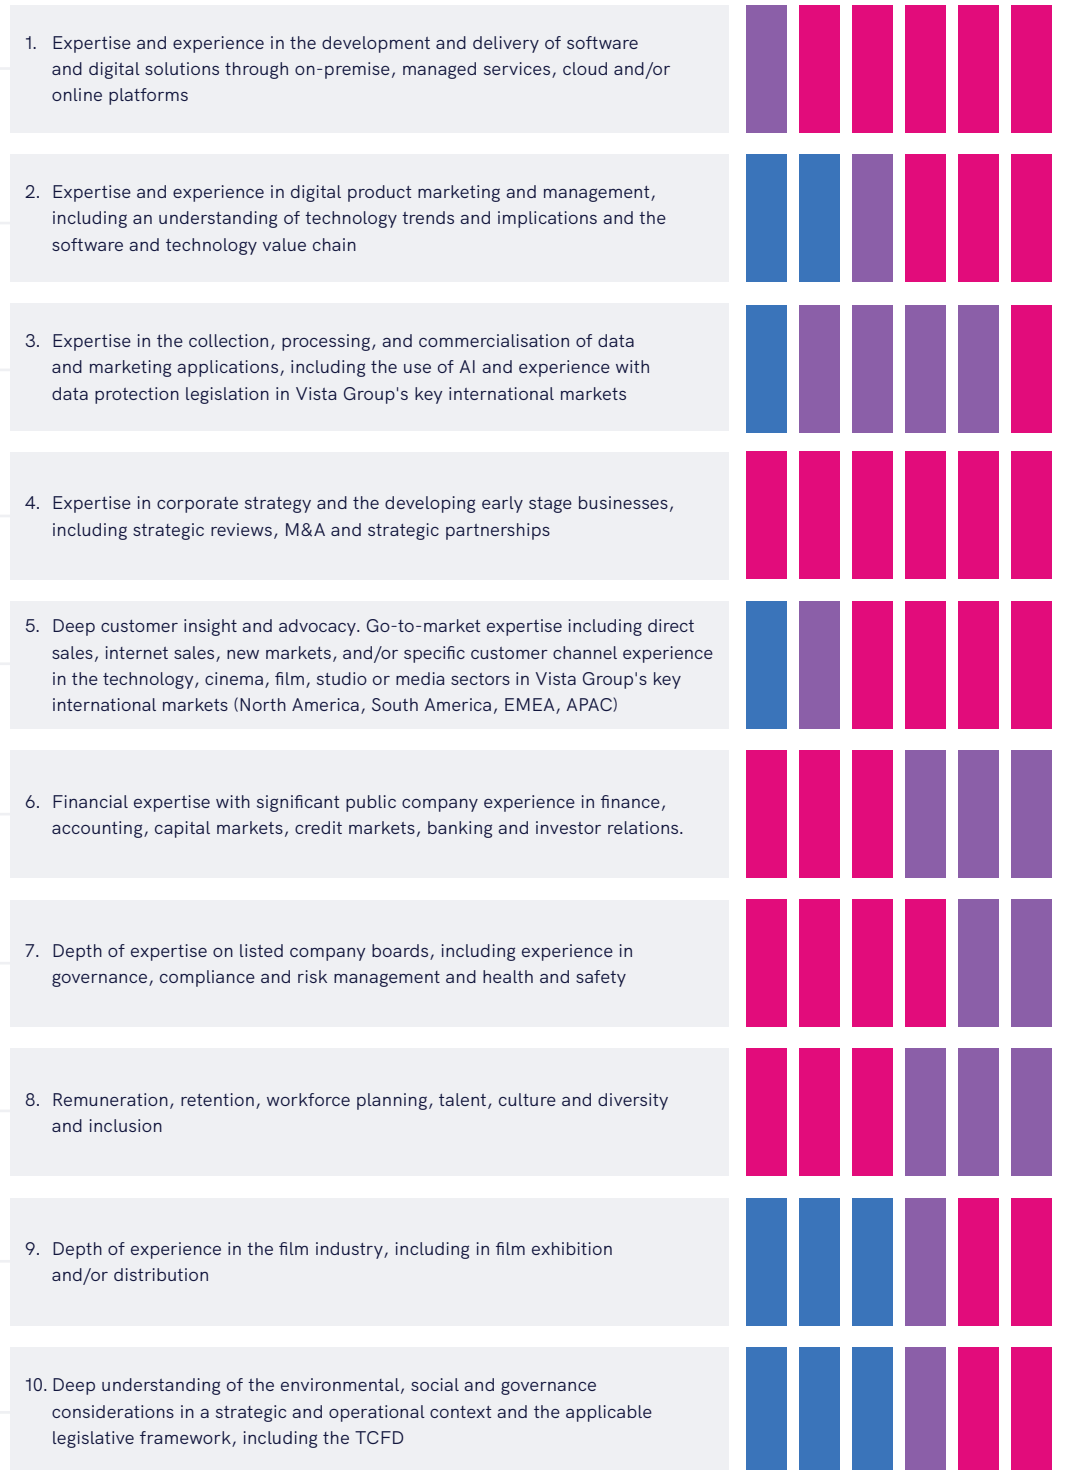 1. Expertise and experience in the development and delivery of software
and digital solutions through on-premise, managed services, cloud and/or
online platforms
2. Expertise and experience in digital product marketing and management,
including an understanding of technology trends and implications and the
software and technology value chain
3. Expertise in the collection, processing, and commercialisation of data
and marketing applications, including the use of AI and experience with
data protection legislation in Vista Group's key international markets
4. Expertise in corporate strategy and the developing early stage businesses,
including strategic reviews, M&A and strategic partnerships
5. Deep customer insight and advocacy. Go-to-market expertise including direct
sales, internet sales, new markets, and/or specific customer channel experience
in the technology, cinema, film, studio or media sectors in Vista Group's key
international markets (North America, South America, EMEA, APAC)
6. Financial expertise with significant public company experience in finance,
accounting, capital markets, credit markets, banking and investor relations.
7. Depth of expertise on listed company boards, including experience in
governance, compliance and risk management and health and safety
8. Remuneration, retention, workforce planning, talent, culture and diversity
and inclusion
9. Depth of experience in the film industry, including in film exhibition
and/or distribution
10. Deep understanding of the environmental, social and governance
considerations in a strategic and operational context and the applicable
legislative framework, including the TCFD